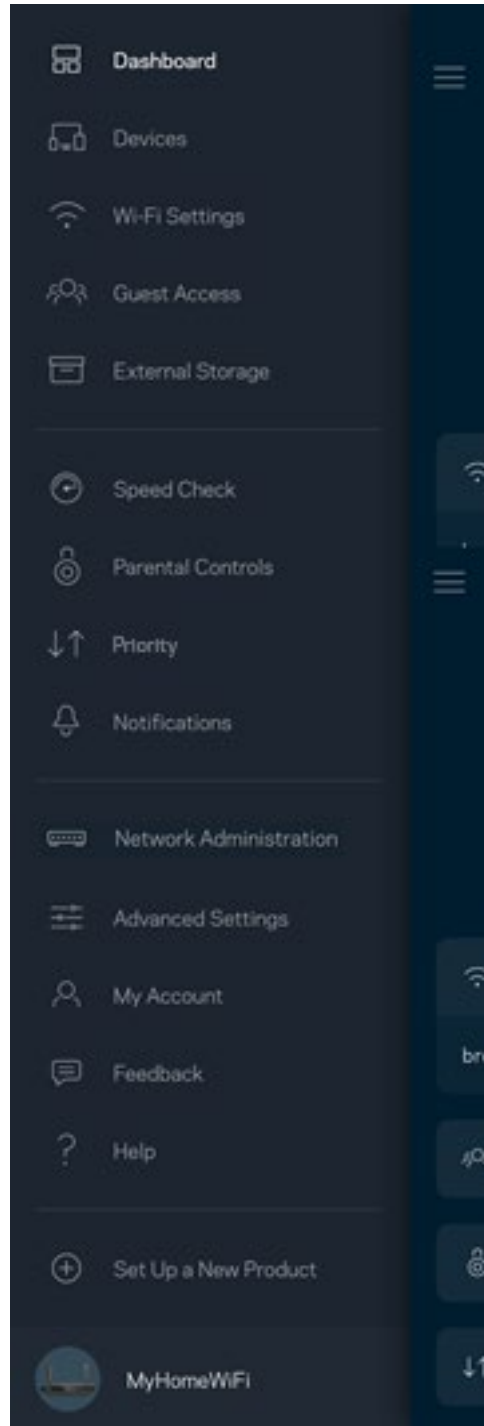 Dashboard
Devices
Wi-Fi Settings
Guest Access
External Storage
Speed Check
Parental Controls
Priority
Notifications
Network Administration
Advanced Settings
My Account
Feedback
Help
Set Up a New Product
MyHomeWiFi